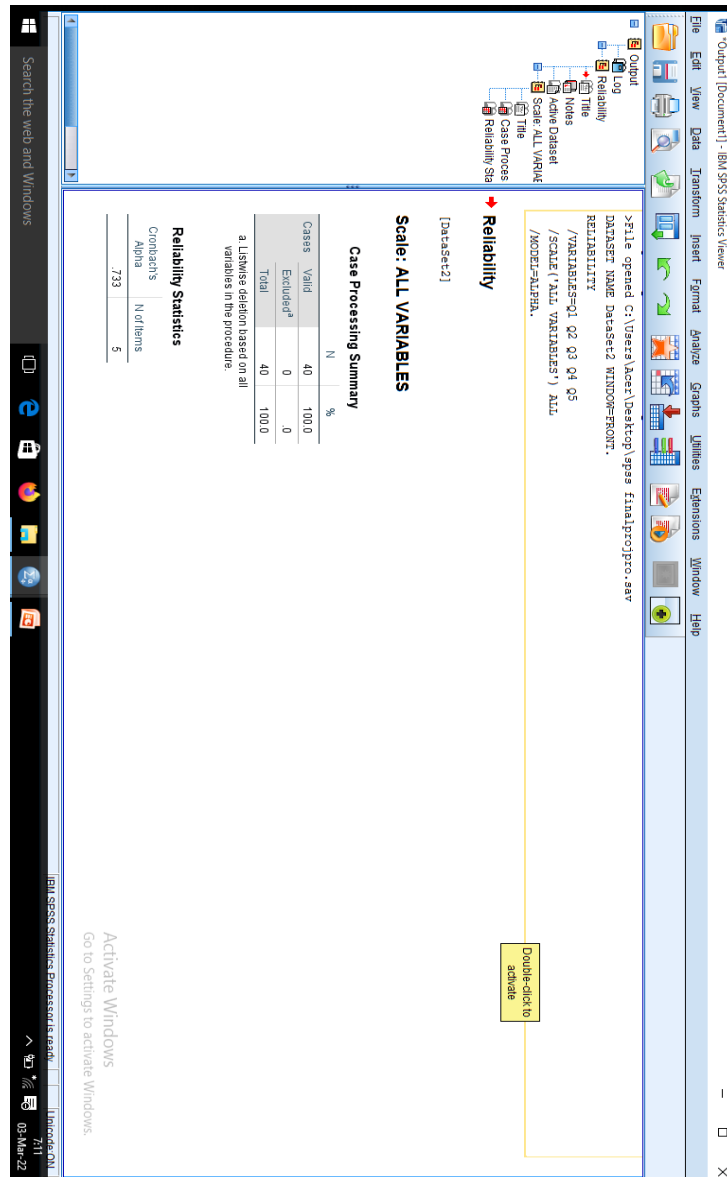 *Output1 [Document1] - IBM SPSS Statistics Viewer
File Edit View Data Transform Insert Format Analyze Graphs Utilities Extensions Window Help
Output
Log
Reliability
Title
Notes
Active Dataset
Scale: ALL VARIAB
Title
Case Proces
Reliability Sta
>File opened C:\Users\Acer\Desktop\spss finalprojpro.sav
DATASET NAME DataSet2 WINDOW=FRONT.
RELIABILITY
/VARIABLES=Q1 Q2 Q3 Q4 Q5
/SCALE('ALL VARIABLES') ALL
/MODEL=ALPHA.
Double-click to
activate
Reliability
[DataSet2]
Scale: ALL VARIABLES
Case Processing Summary
N %
Cases Valid 40 100.0
Excludedª 0 .0
Total 40 100.0
a. Listwise deletion based on all
variables in the procedure.
Reliability Statistics
Cronbach's
Alpha N of Items
.733 5
Activate Windows
Go to Settings to activate Windows.
IBM SPSS Statistics Processor is ready Unicode:ON
Search the web and Windows
7:11
03-Mar-22